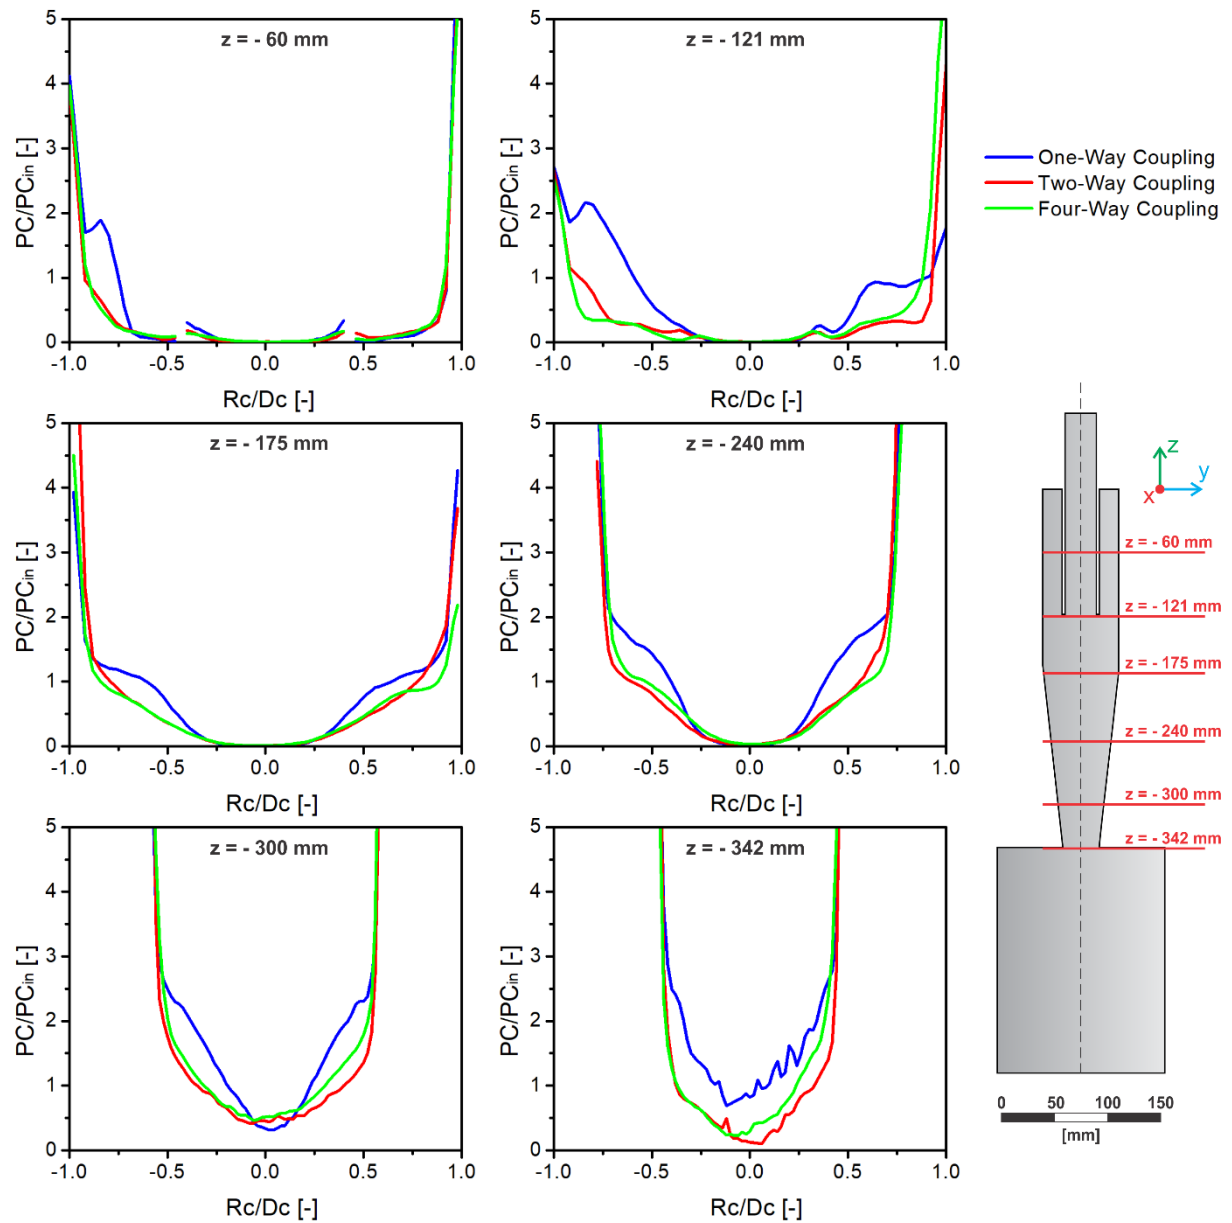 z = - 60 mm
PC/PCin [-]
5
4
3
2
1
0
-1.0 -0.5 0.0 0.5 1.0
Rc/Dc [-]
z = - 121 mm
PC/PCin [-]
5
4
3
2
1
0
-1.0 -0.5 0.0 0.5 1.0
Rc/Dc [-]
One-Way Coupling
Two-Way Coupling
Four-Way Coupling
z = - 175 mm
PC/PCin [-]
5
4
3
2
1
0
-1.0 -0.5 0.0 0.5 1.0
Rc/Dc [-]
z = - 240 mm
PC/PCin [-]
5
4
3
2
1
0
-1.0 -0.5 0.0 0.5 1.0
Rc/Dc [-]
z = - 300 mm
PC/PCin [-]
5
4
3
2
1
0
-1.0 -0.5 0.0 0.5 1.0
Rc/Dc [-]
z = - 342 mm
PC/PCin [-]
5
4
3
2
1
0
-1.0 -0.5 0.0 0.5 1.0
Rc/Dc [-]
z
y
x
z = - 60 mm
z = - 121 mm
z = - 175 mm
z = - 240 mm
z = - 300 mm
z = - 342 mm
0 50 100 150
[mm]